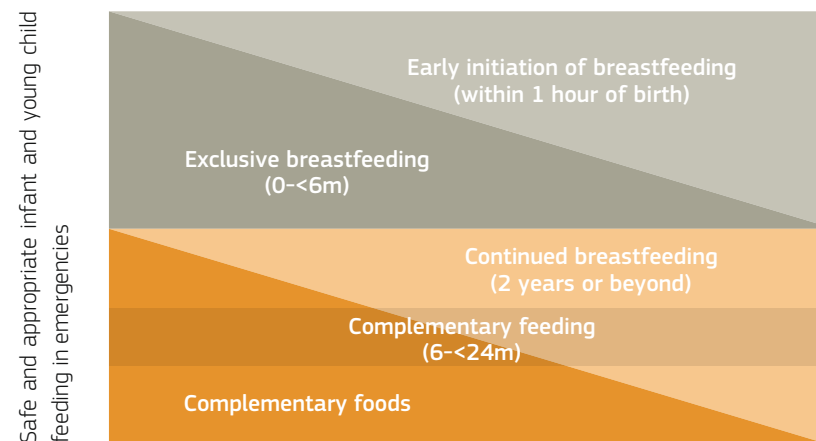 Safe and appropriate infant and young child
feeding in emergencies
Early initiation of breastfeeding
(within 1 hour of birth)
Exclusive breastfeeding
(0-<6m)
Continued breastfeeding
(2 years or beyond)
Complementary feeding
(6-<24m)
Complementary foods